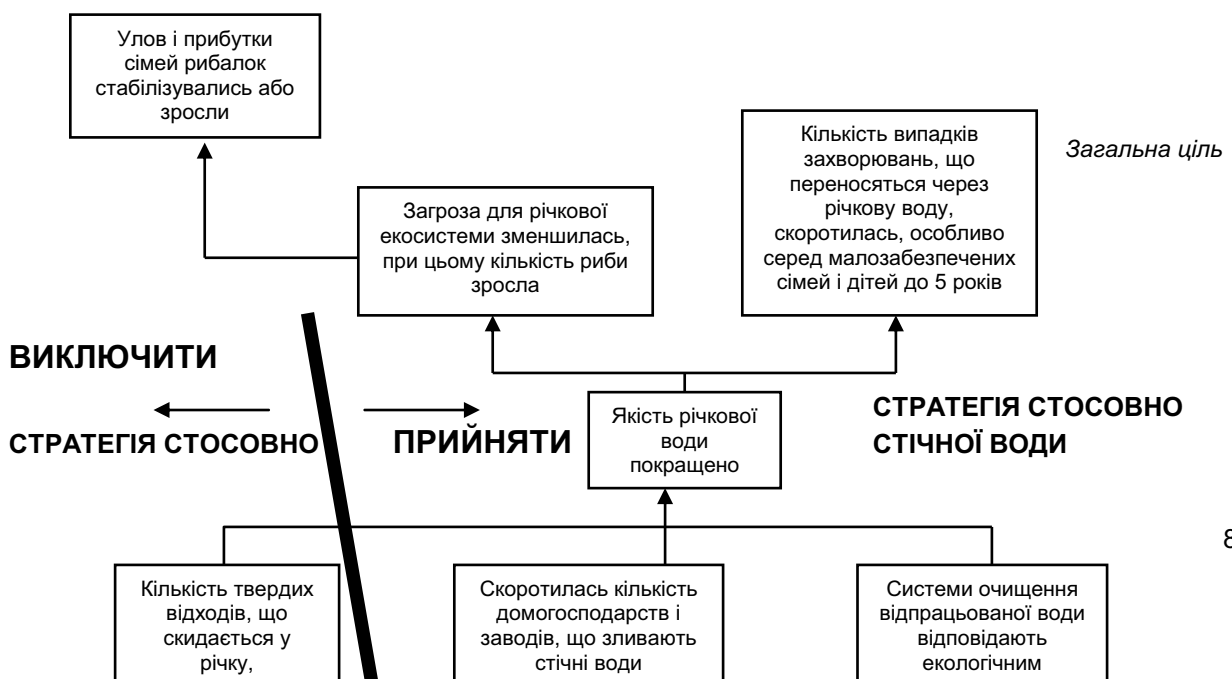 Улов і прибутки
сімей рибалок
стабілізувались або
зросли
Кількість випадків
захворювань, що
переносяться через
річкову воду,
скоротилась, особливо
серед малозабезпечених
сімей і дітей до 5 років
Загальна ціль
Загроза для річкової
екосистеми зменшилась,
при цьому кількість риби
зросла
ВИКЛЮЧИТИ
СТРАТЕГІЯ СТОСОВНО
ПРИЙНЯТИ
Якість річкової
води
покращено
СТРАТЕГІЯ СТОСОВНО
СТІЧНОЇ ВОДИ
8
Кількість твердих
відходів, що
скидається у
річку,
Скоротилась кількість
домогосподарств і
заводів, що зливають
стічні води
Системи очищення
відпрацьованої води
відповідають
екологічним